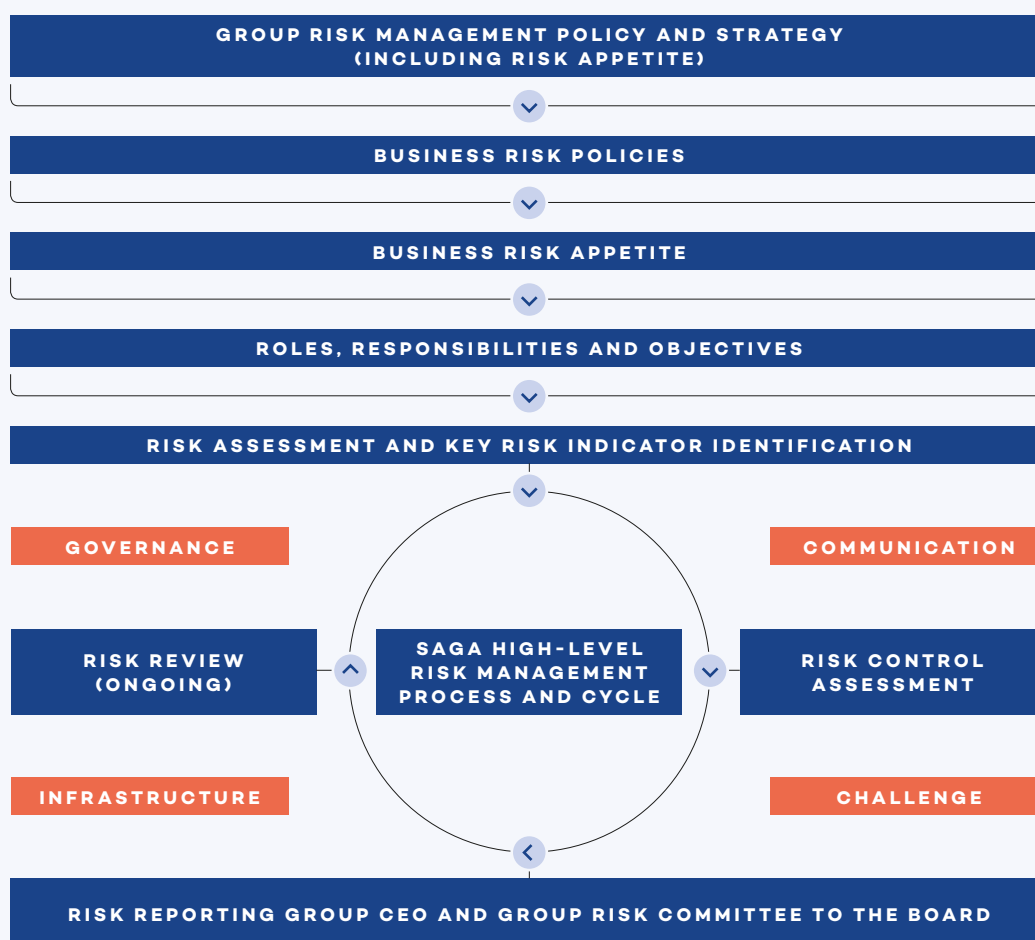 GROUP RISK MANAGEMENT POLICY AND STRATEGY
(INCLUDING RISK APPETITE)
BUSINESS RISK POLICIES
BUSINESS RISK APPETITE
ROLES, RESPONSIBILITIES AND OBJECTIVES
RISK ASSESSMENT AND KEY RISK INDICATOR IDENTIFICATION
GOVERNANCE
COMMUNICATION
RISK REVIEW
(ONGOING)
SAGA HIGH-LEVEL
RISK MANAGEMENT
PROCESS AND CYCLE
RISK CONTROL
ASSESSMENT
INFRASTRUCTURE
CHALLENGE
RISK REPORTING GROUP CEO AND GROUP RISK COMMITTEE TO THE BOARD